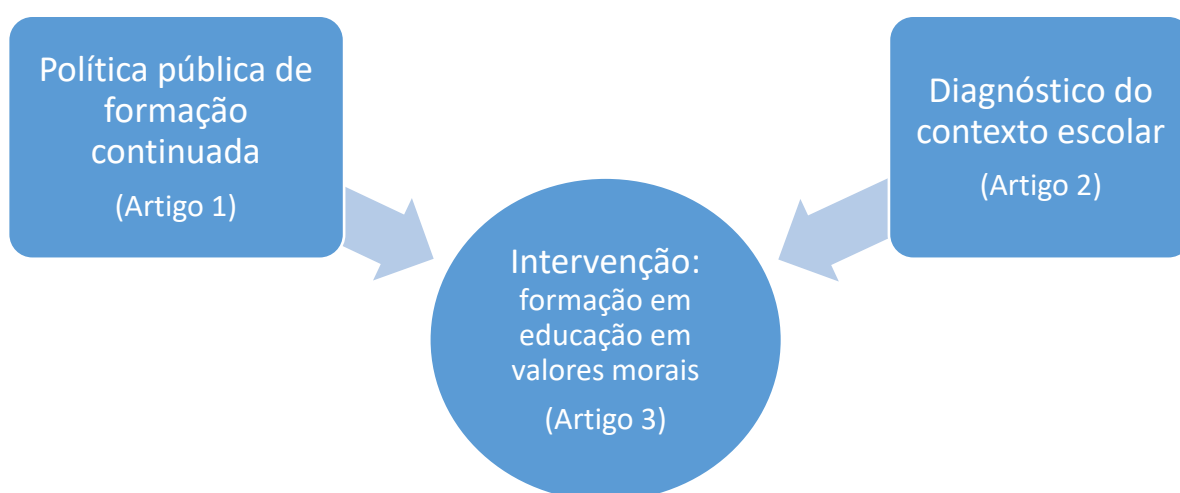 Política pública de
formação
continuada
(Artigo 1)
Diagnóstico do
contexto escolar
(Artigo 2)
Intervenção:
formação em
educação em
valores morais
(Artigo 3)